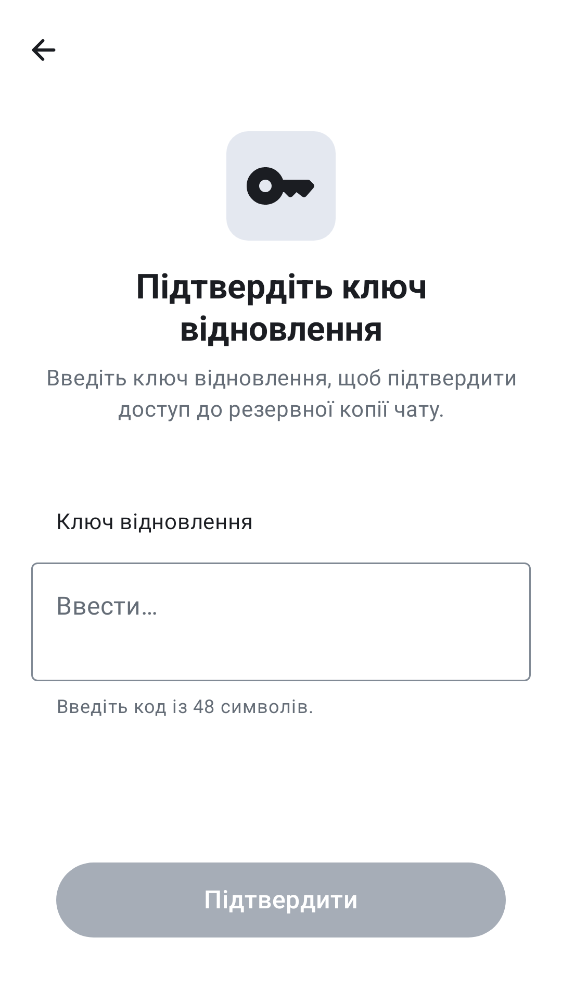 Підтвердіть ключ
відновлення
Введіть ключ відновлення, щоб підтвердити
доступ до резервної копії чату.
Ключ відновлення
Ввести…
Введіть код із 48 символів.
Підтвердити